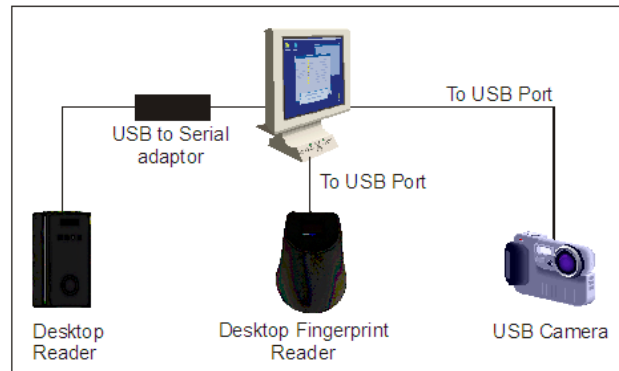 To USB Port
USB to Serial
adaptor
To USB Port
Desktop
Reader
Desktop Fingerprint
Reader
USB Camera